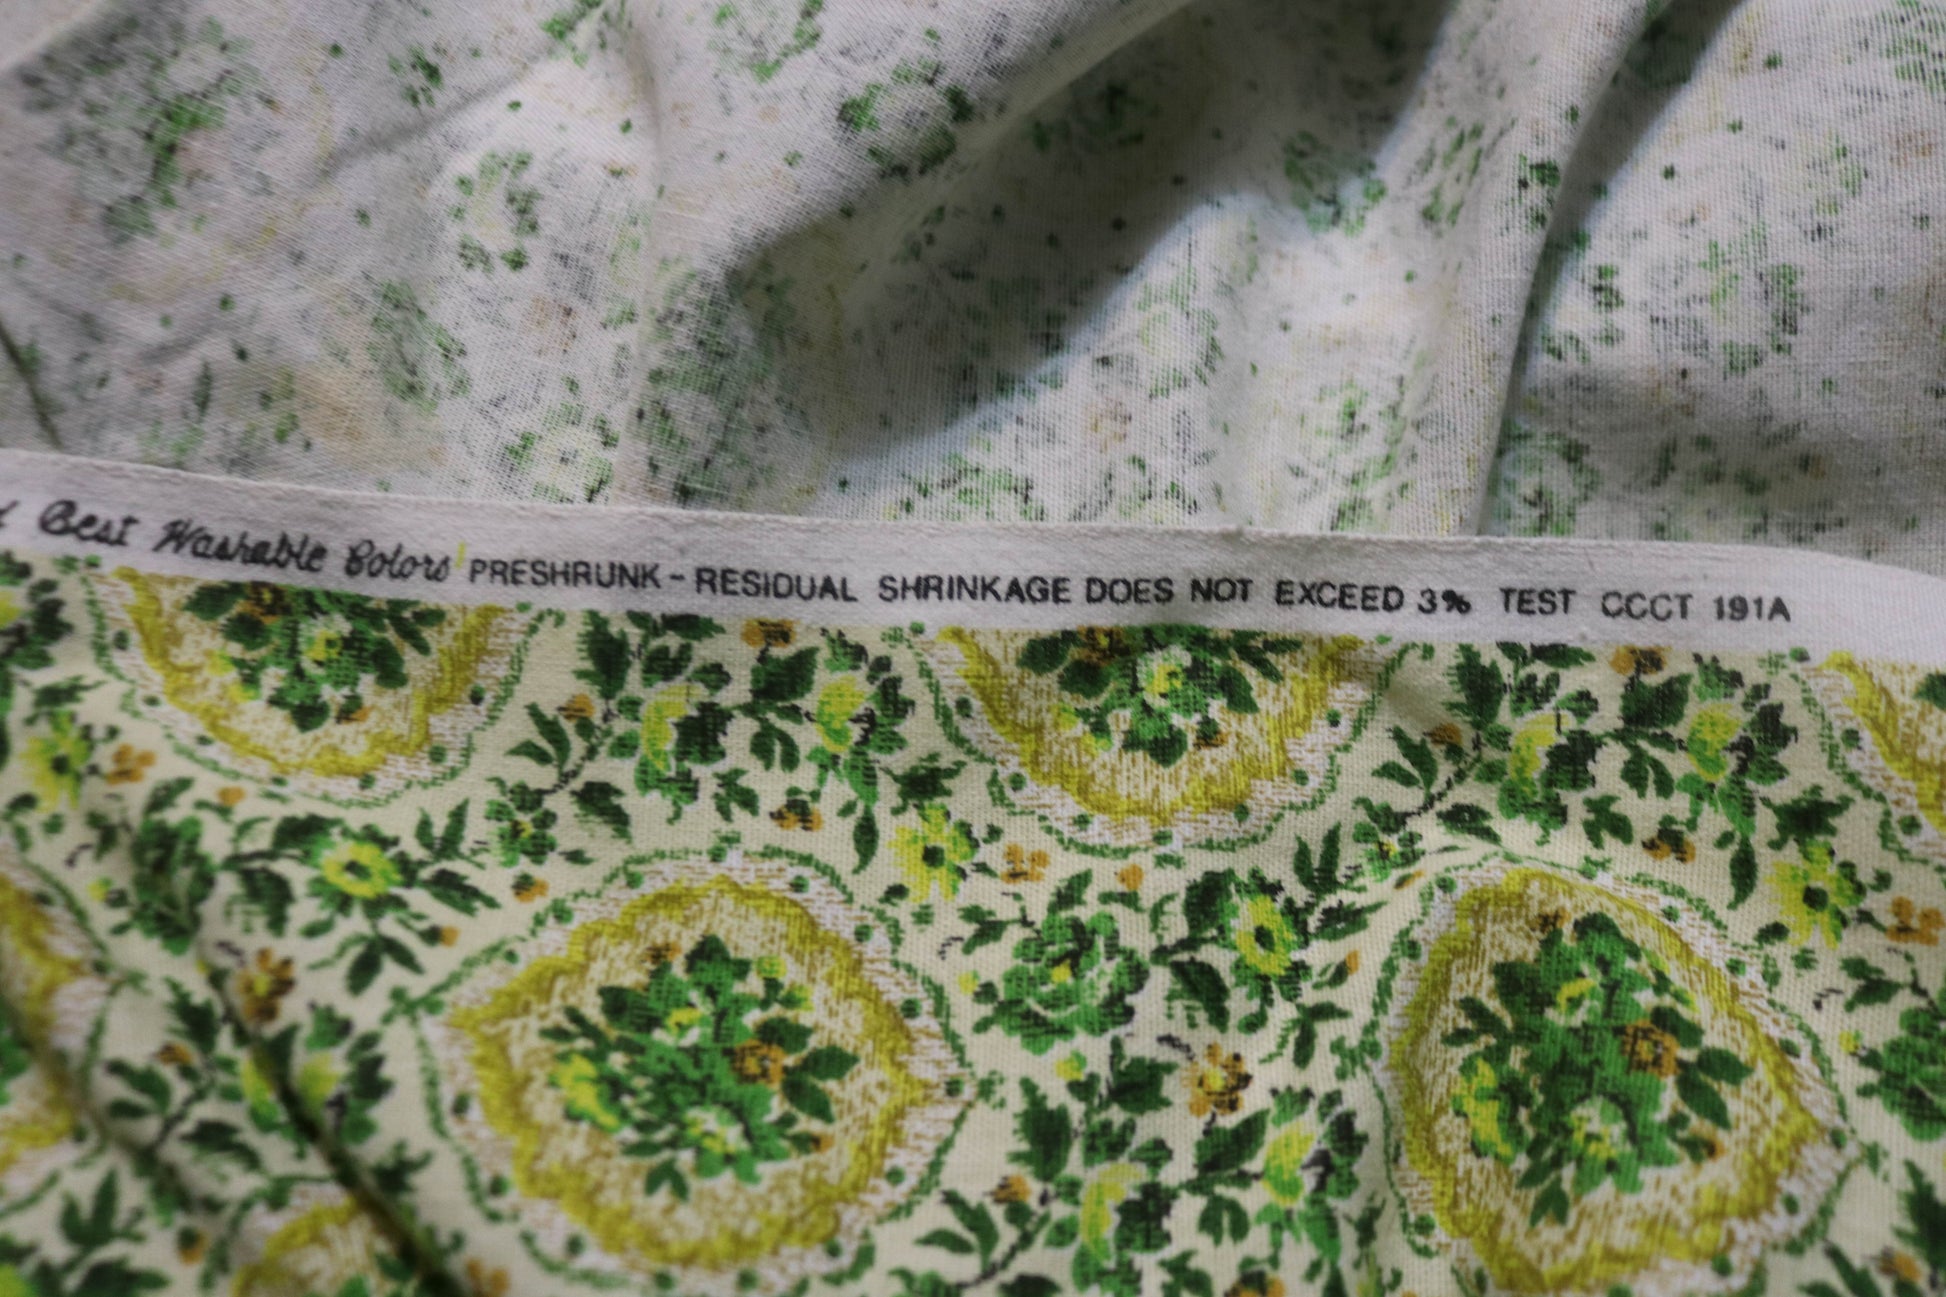 Best Washable Colors PRESHRUNK - RESIDUAL SHRINKAGE DOES NOT EXCEED 3% TEST CCCT 191A